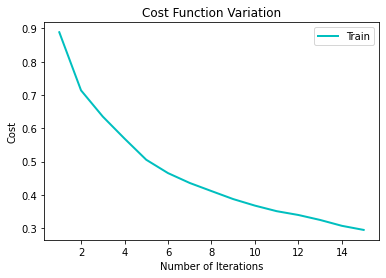 Cost Function Variation
Train
Cost
0.9
0.8
0.7
0.6
0.5
0.4
0.3
2 4 6 8 10 12 14
Number of Iterations